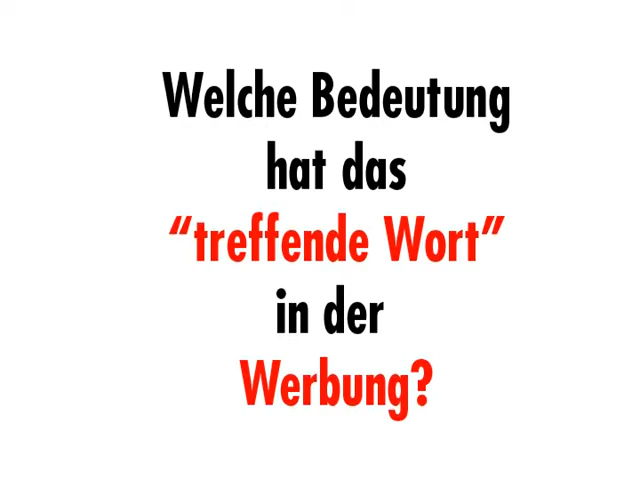 Welche Bedeutung
hat das
“treffende Wort”
in der
Werbung?